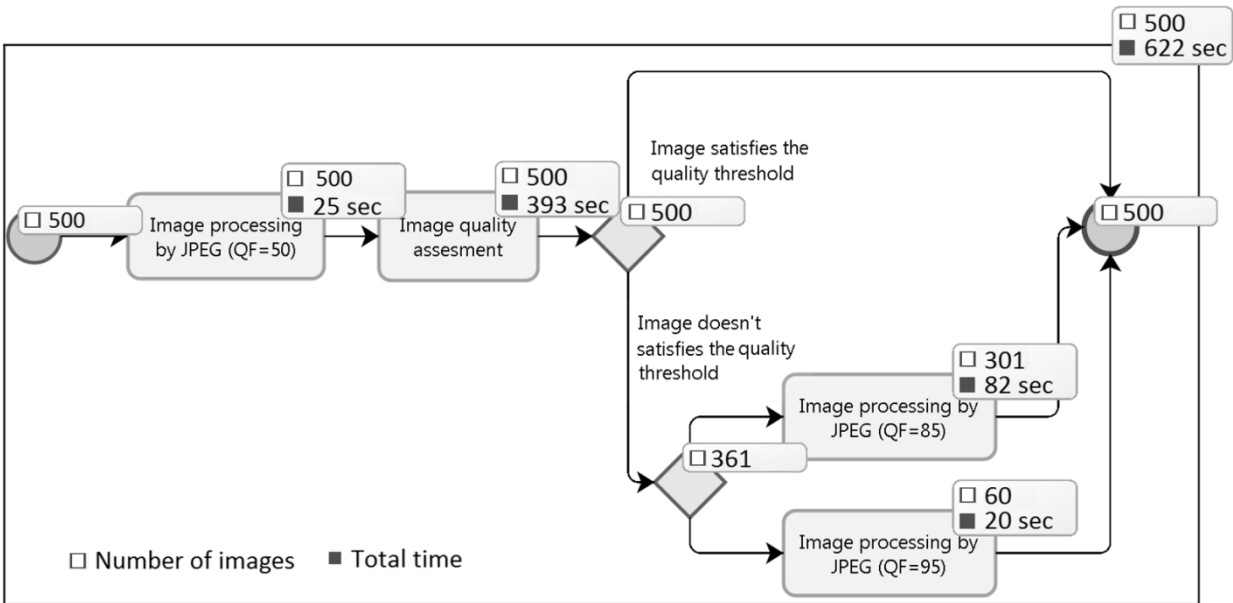 500
622 sec
Image satisfies the
quality threshold
500
25 sec
500
393 sec
500
500
500
Image processing
by JPEG (QF=50)
Image quality
assesment
Image doesn't
satisfies the quality
threshold
301
82 sec
Image processing by
JPEG (QF=85)
361
60
20 sec
Image processing by
JPEG (QF=95)
Number of images
Total time